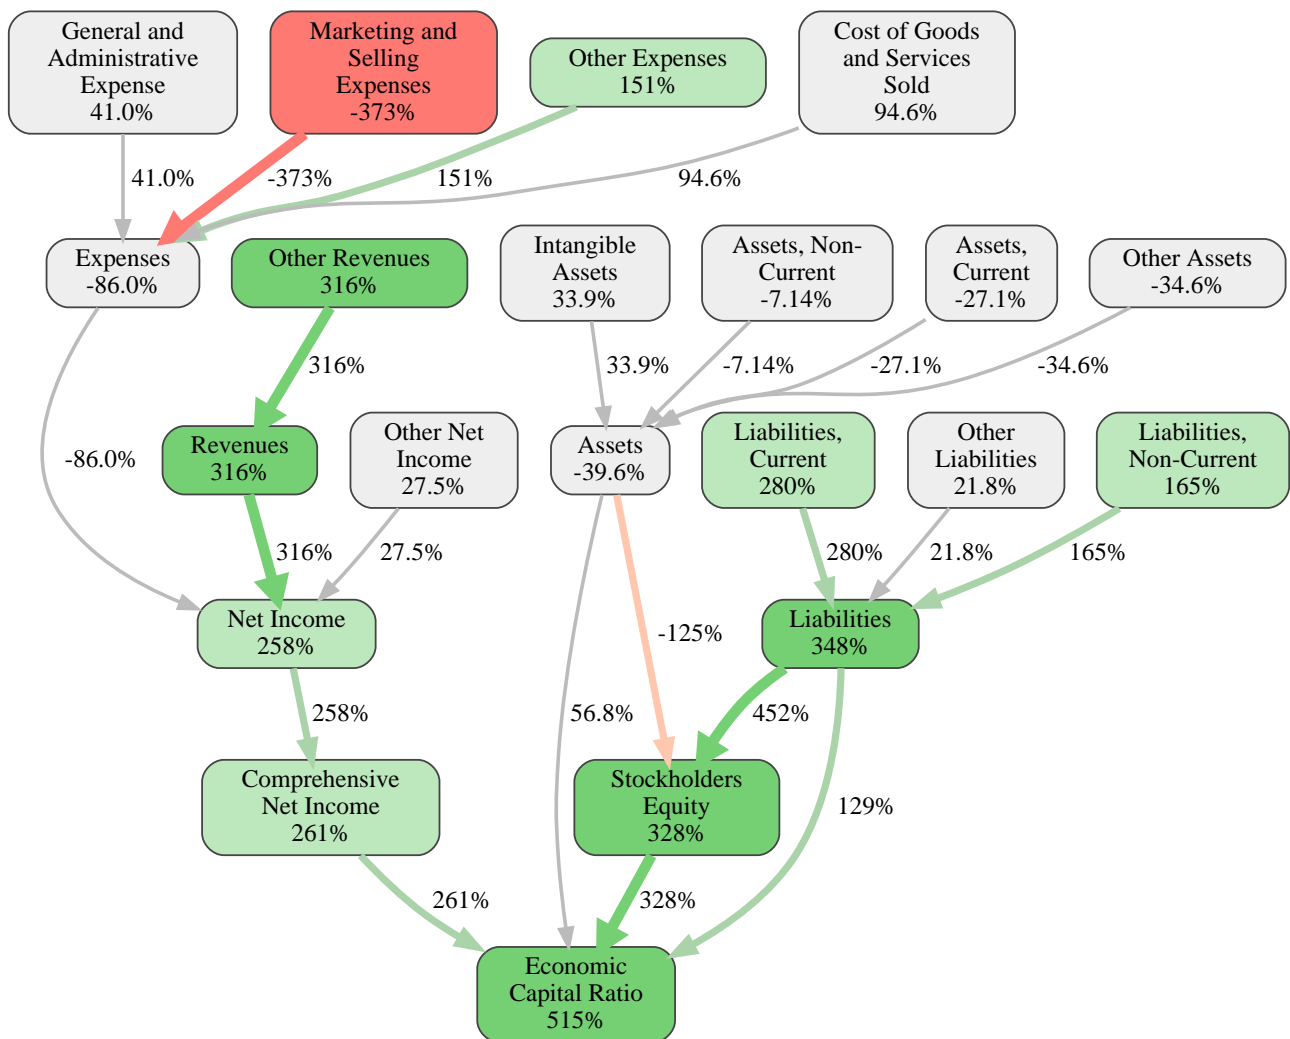 General and
Administrative
Expense
41.0%
Marketing and
Selling
Expenses
-373%
Other Expenses
151%
Cost of Goods
and Services
Sold
94.6%
41.0%
-373%
151%
94.6%
Expenses
-86.0%
Other Revenues
316%
Intangible
Assets
33.9%
Assets, Non-
Current
-7.14%
Assets,
Current
-27.1%
Other Assets
-34.6%
316%
33.9%
-7.14%
-27.1%
-34.6%
-86.0%
Revenues
316%
Other Net
Income
27.5%
Assets
-39.6%
Liabilities,
Current
280%
Other
Liabilities
21.8%
Liabilities,
Non-Current
165%
316%
27.5%
280%
21.8%
165%
Net Income
258%
-125%
Liabilities
348%
258%
56.8%
452%
Comprehensive
Net Income
261%
Stockholders
Equity
328%
129%
261%
328%
Economic
Capital Ratio
515%